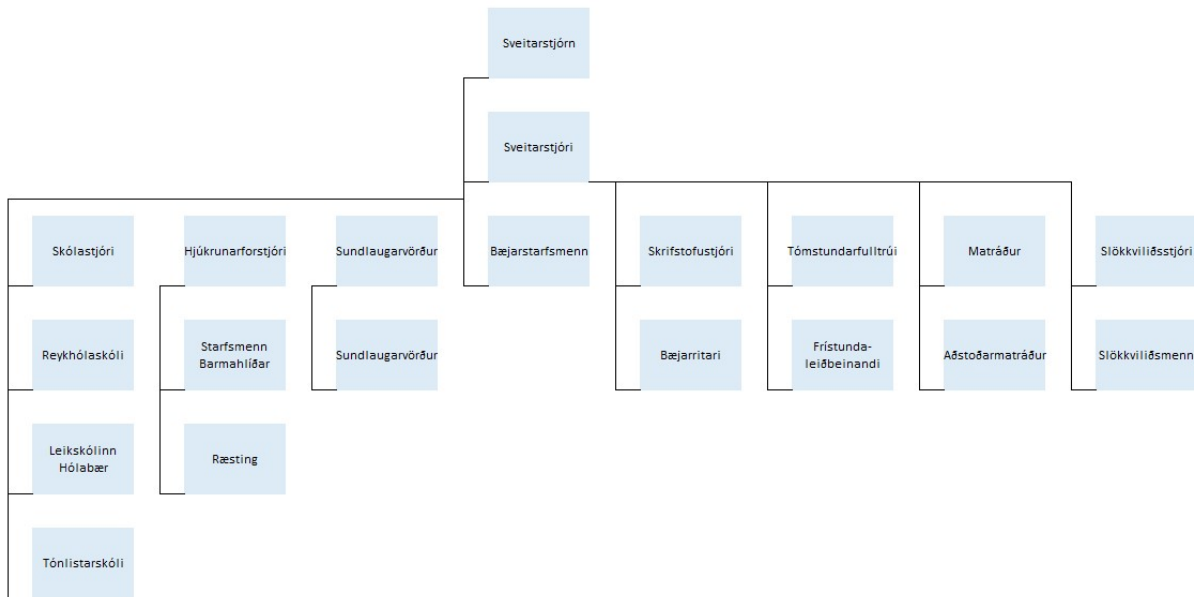 Sveitarstjórn
Sveitarstjóri
Skólastjóri
Hjúkrunarforstjóri
Sundlaugarvörður
Bæjarstarfsmenn
Skrifstofustjóri
Tómstundarfulltrúi
Matráður
Slökkviliðsstjóri
Reykhólaskóli
Starfsmenn
Barmahlíðar
Sundlaugarvörður
Bæjarritari
Frístunda-
leiðbeinandi
Aðstoðarmatráður
Slökkviliðsmenn
Leikskólinn
Hólabær
Ræsting
Tónlistarskóli